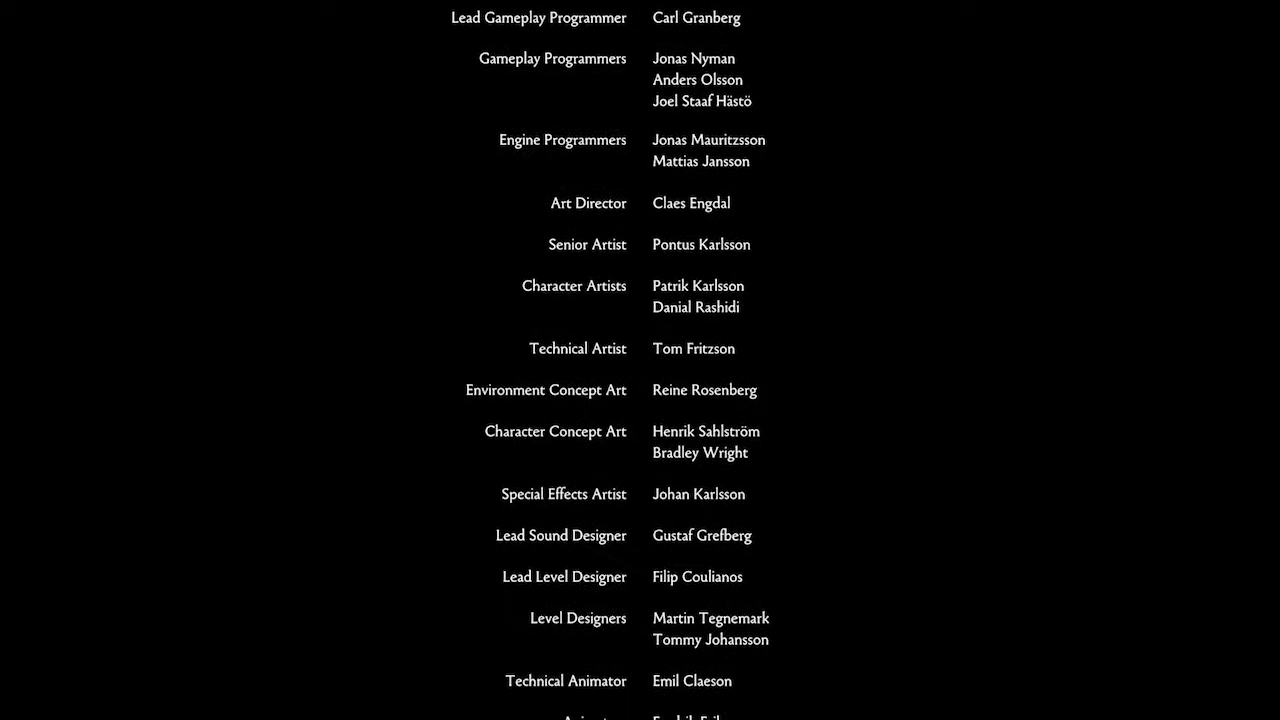 Lead Gameplay Programmer Carl Granberg
Gameplay Programmers Jonas Nyman
Anders Olsson
Joel Staaf Hästö
Engine Programmers Jonas Mauritzsson
Mattias Jansson
Art Director Claes Engdal
Senior Artist Pontus Karlsson
Character Artists Patrik Karlsson
Danial Rashidi
Technical Artist Tom Fritzson
Environment Concept Art Reine Rosenberg
Character Concept Art Henrik Sahlström
Bradley Wright
Special Effects Artist Johan Karlsson
Lead Sound Designer Gustaf Grefberg
Lead Level Designer Filip Coulianos
Level Designers Martin Tegnemark
Tommy Johansson
Technical Animator Emil Claeson